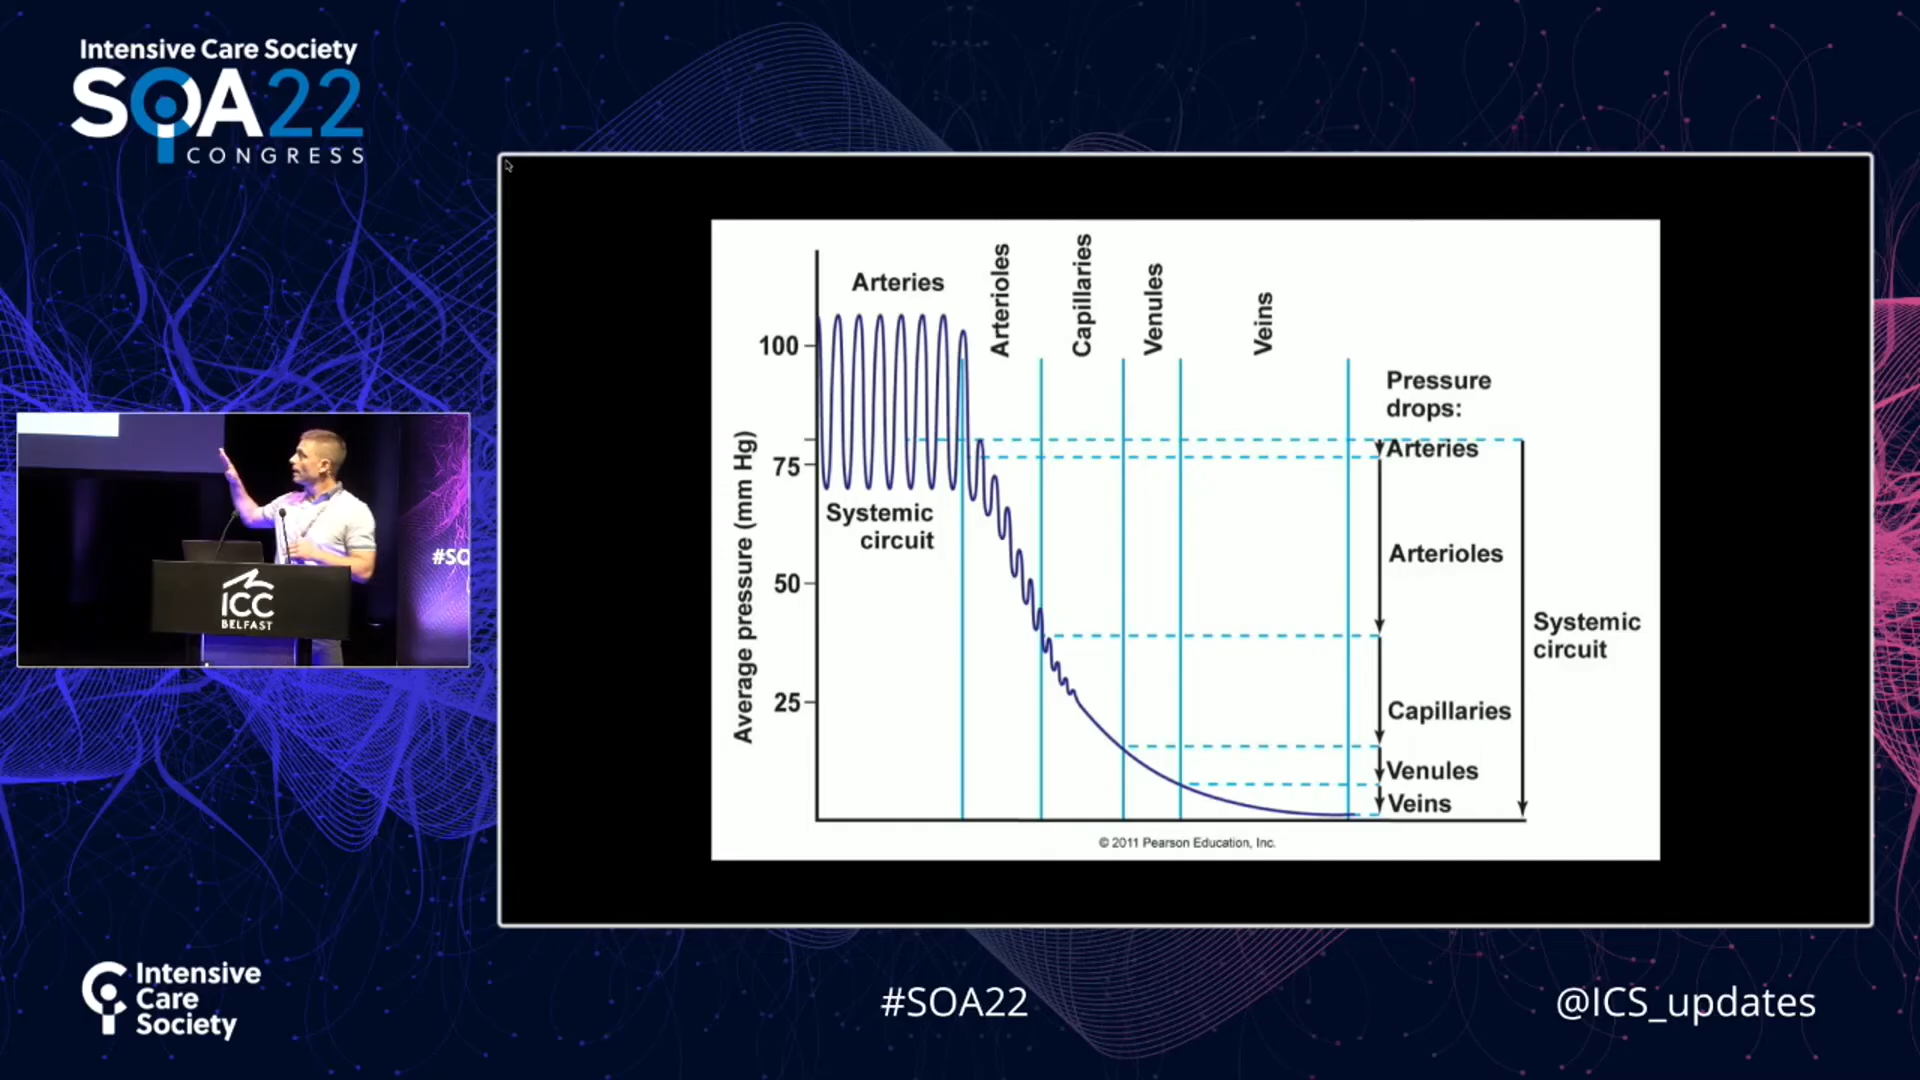 Intensive Care Society
SOA22
CONGRESS
Arteries
Arterioles
Capillaries
Venules
Veins
100
75
50
25
Average pressure (mm Hg)
Systemic
circuit
Pressure
drops:
Arteries
Arterioles
Capillaries
Venules
Veins
Systemic
circuit
© 2011 Pearson Education, Inc.
#SO
ICC
BELFAST
Intensive
Care
Society
#SOA22
@ICS_updates